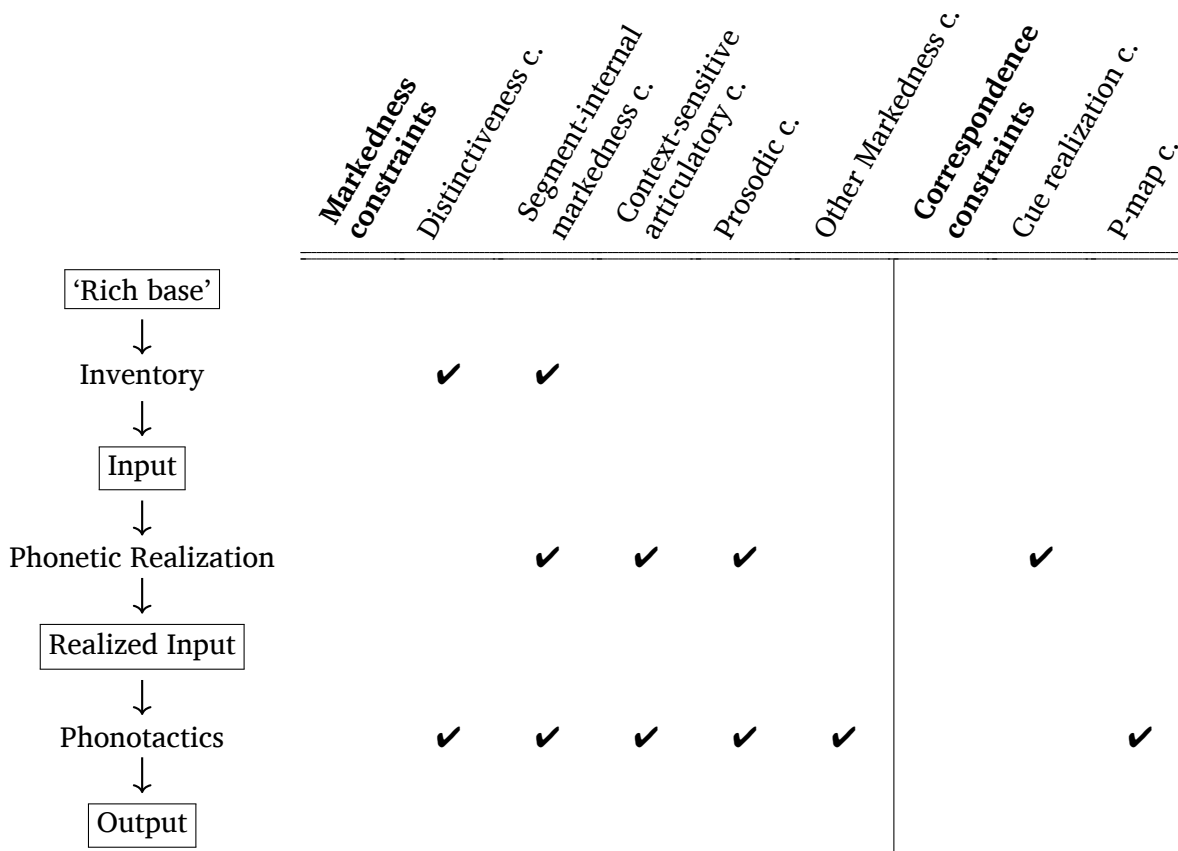 Markedness
constraints
Distinctiveness c.
Segment-internal
markedness c.
Context-sensitive
articulatory c.
Prosodic c.
Other Markedness c.
Correspondence
constraints
Cue realization c.
P-map c.
‘Rich base’
↓
Inventory ✔ ✔
↓
Input
↓
Phonetic Realization ✔ ✔ ✔ ✔
↓
Realized Input
↓
Phonotactics ✔ ✔ ✔ ✔ ✔ ✔
↓
Output